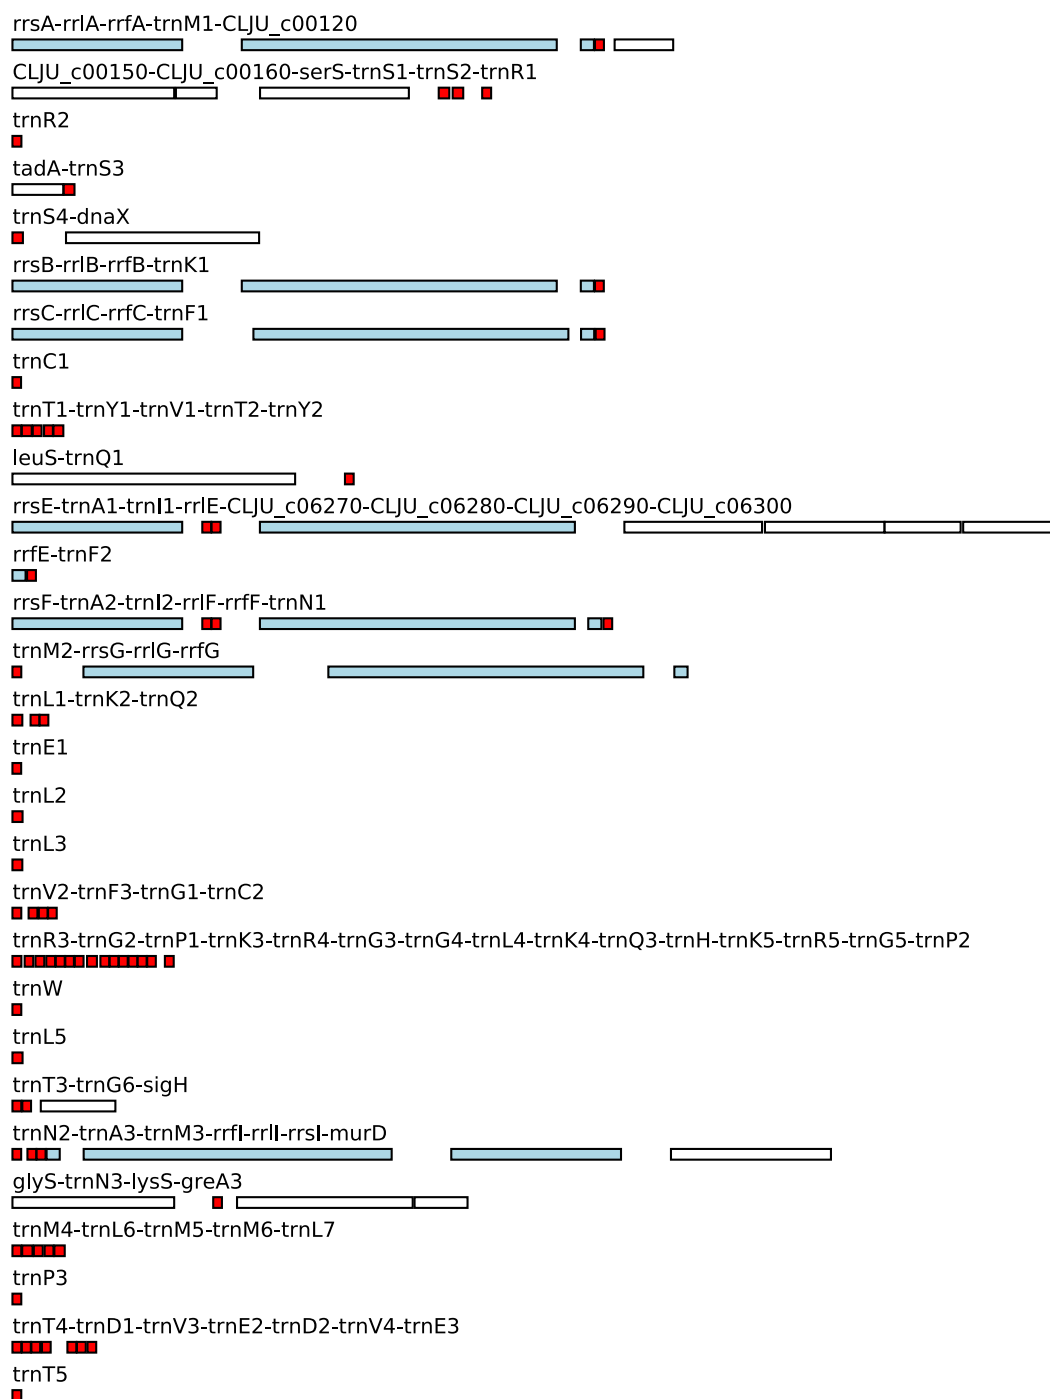 rrsA-rrlA-rrfA-trnM1-CLJU_c00120
CLJU_c00150-CLJU_c00160-serS-trnS1-trnS2-trnR1
trnR2
tadA-trnS3
trnS4-dnaX
rrsB-rrlB-rrfB-trnK1
rrsC-rrlC-rrfC-trnF1
trnC1
trnT1-trnY1-trnV1-trnT2-trnY2
leuS-trnQ1
rrsE-trnA1-trnI1-rrlE-CLJU_c06270-CLJU_c06280-CLJU_c06290-CLJU_c06300
rrfE-trnF2
rrsF-trnA2-trnI2-rrlF-rrfF-trnN1
trnM2-rrsG-rrlG-rrfG
trnL1-trnK2-trnQ2
trnE1
trnL2
trnL3
trnV2-trnF3-trnG1-trnC2
trnR3-trnG2-trnP1-trnK3-trnR4-trnG3-trnG4-trnL4-trnK4-trnQ3-trnH-trnK5-trnR5-trnG5-trnP2
trnW
trnL5
trnT3-trnG6-sigH
trnN2-trnA3-trnM3-rrfI-rrlI-rrsI-murD
glyS-trnN3-lysS-greA3
trnM4-trnL6-trnM5-trnM6-trnL7
trnP3
trnT4-trnD1-trnV3-trnE2-trnD2-trnV4-trnE3
trnT5